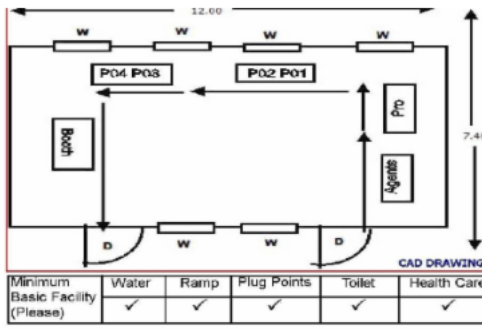 12.00
W W W W
P04 P03 P02 P01
Pro
Booth
7.4
Agents
D W W D
CAD DRAWING
Minimum Basic Facility (Please) Water Ramp Plug Points Toilet Health Care
✓ ✓ ✓ ✓ ✓